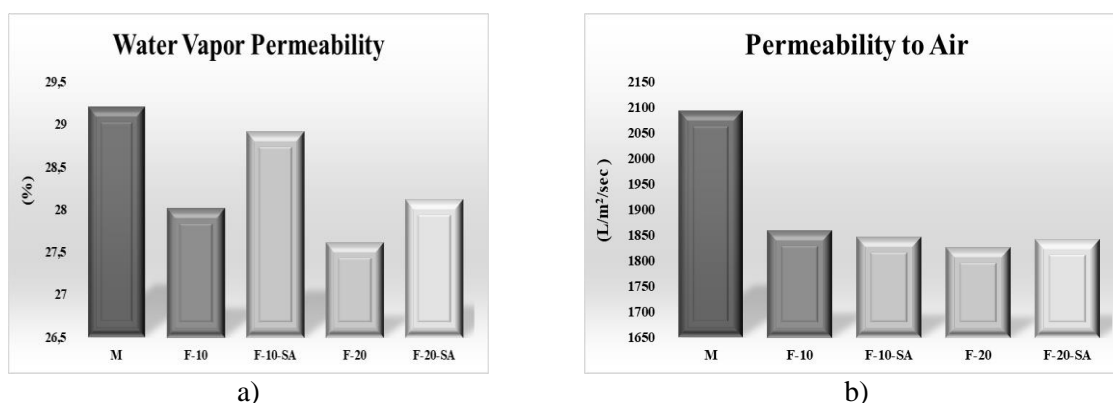 Water Vapor Permeability
29,5
29
28,5
28
27,5
27
26,5
(%)
M F-10 F-10-SA F-20 F-20-SA
a)
Permeability to Air
2150
2100
2050
2000
1950
1900
1850
1800
1750
1700
1650
(L/m²/sec )
M F-10 F-10-SA F-20 F-20-SA
b)